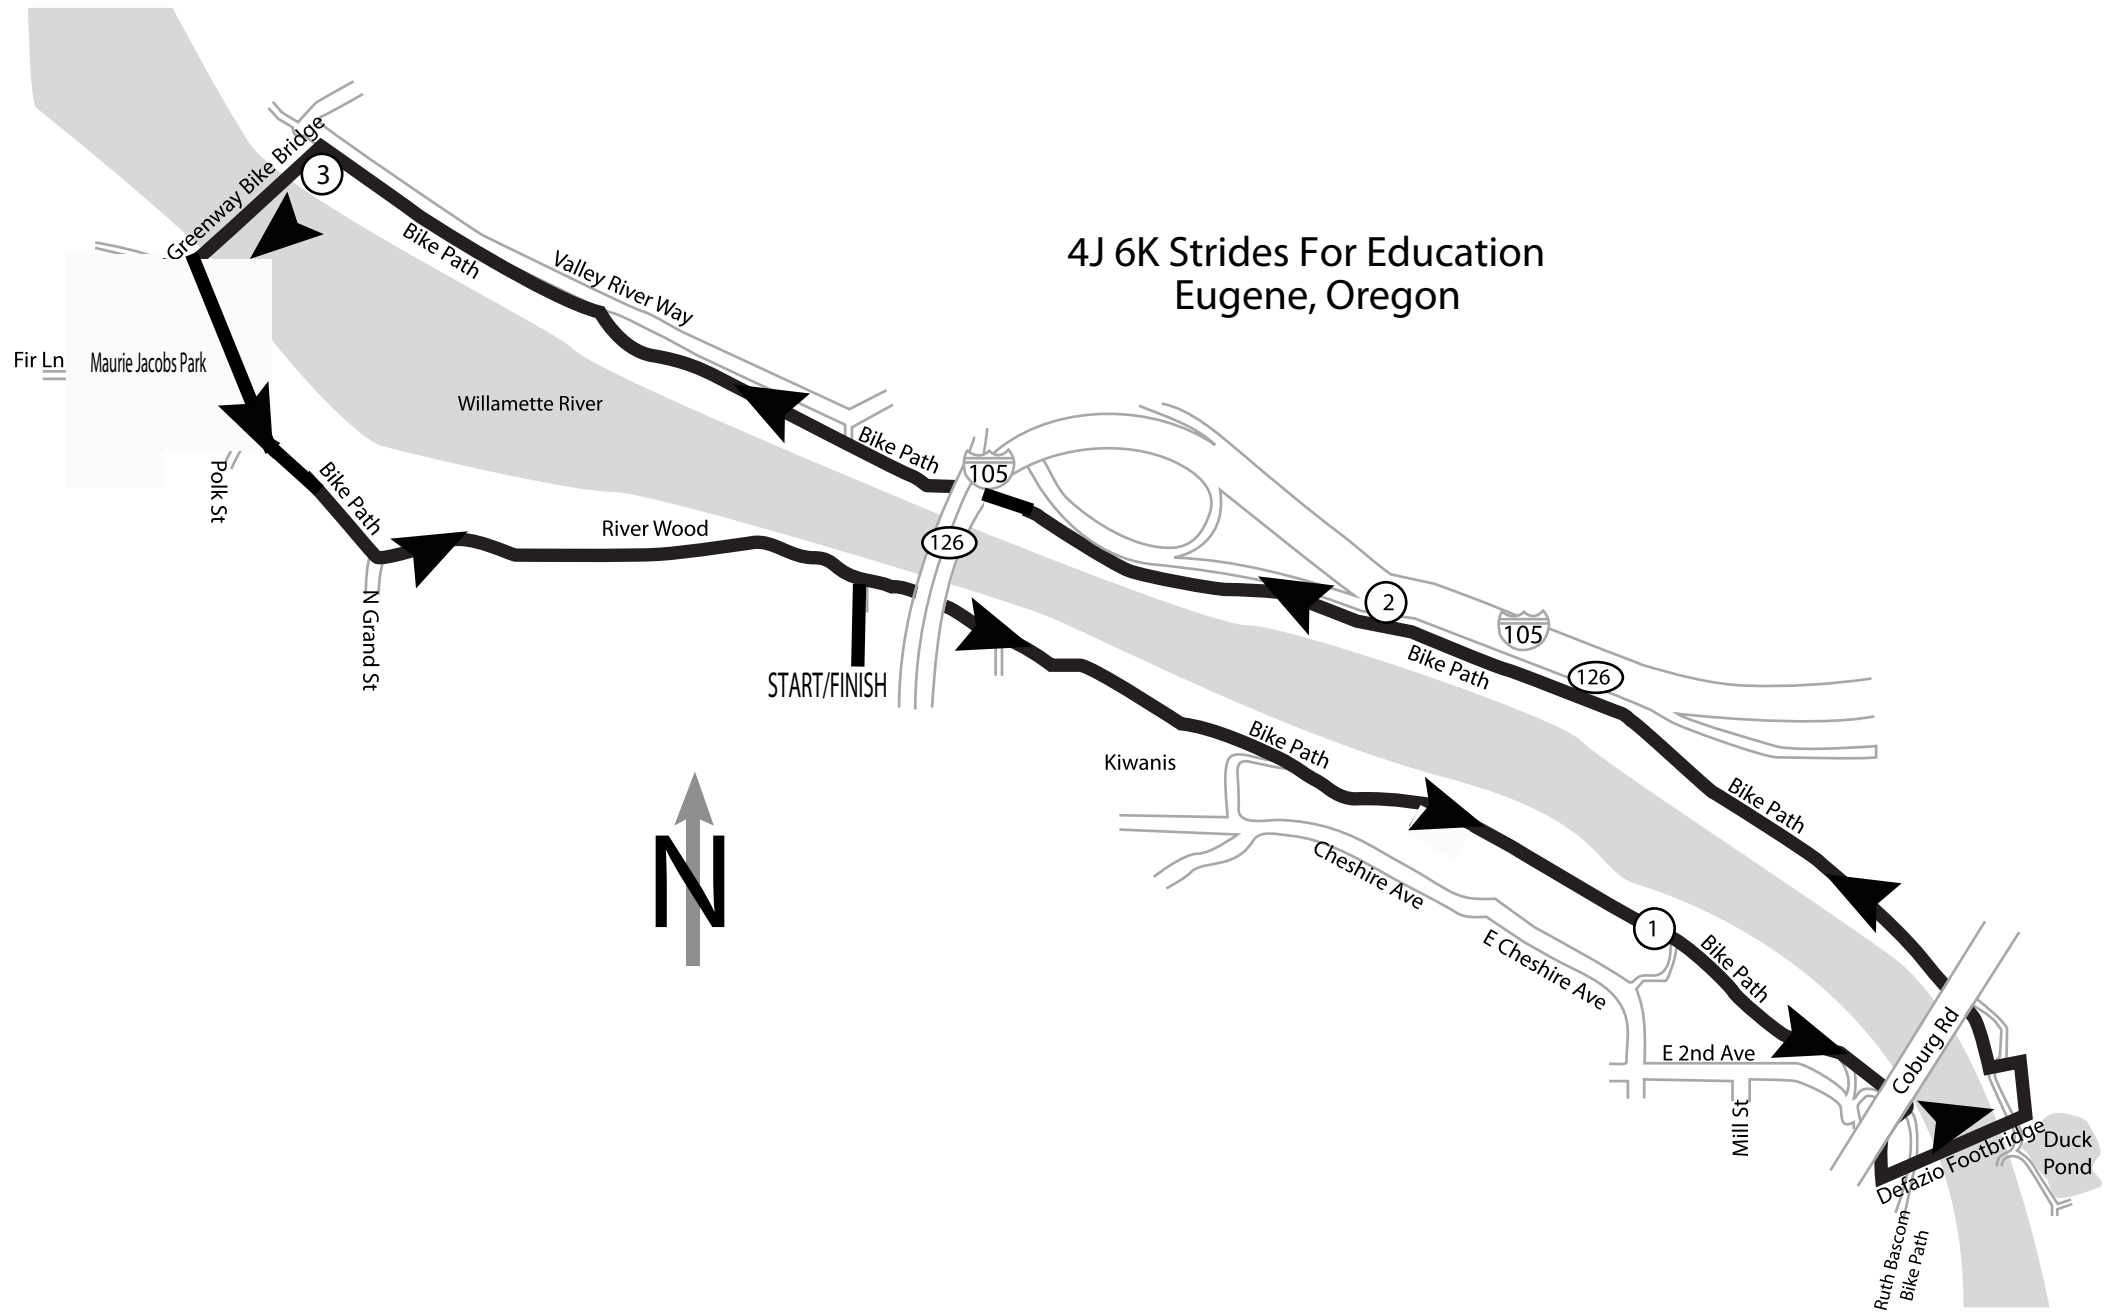 4J 6K Strides For Education
Eugene, Oregon
Greenway Bike Bridge
3
Bike Path
Valley River Way
Fir Ln
Maurie Jacobs Park
Willamette River
Bike Path
105
Polk St
Bike Path
River Wood
126
2
105
N Grand St
START/FINISH
Bike Path
126
Bike Path
Kiwanis
Bike Path
N
Cheshire Ave
1
E Cheshire Ave
Bike Path
Coburg Rd
E 2nd Ave
Mill St
Duck
Pond
Defazio Footbridge
Ruth Bascom
Bike Path